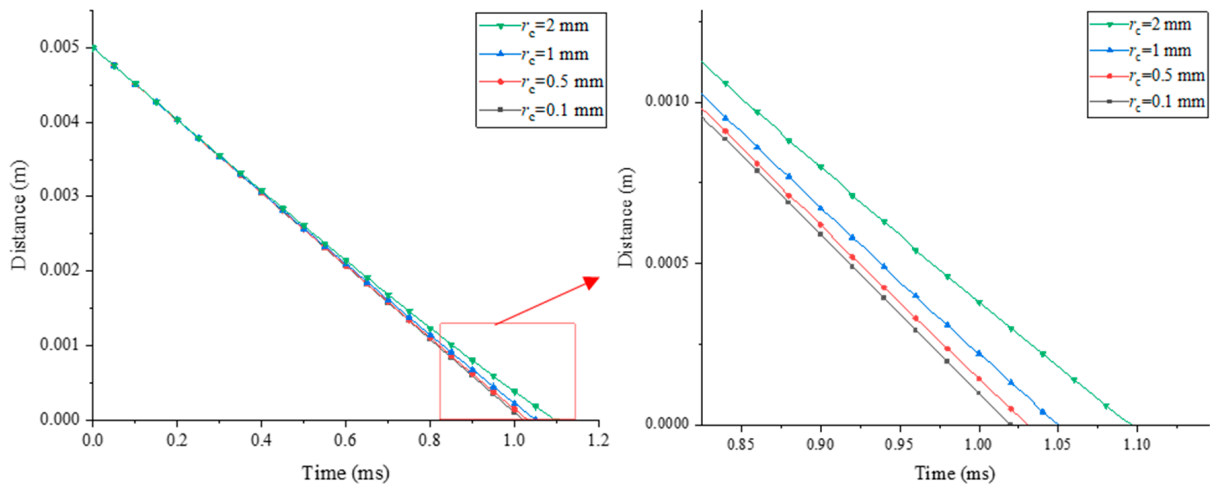 0.005
0.004
0.003
0.002
0.001
0.000
Distance (m)
0.0
0.2
0.4
0.6
0.8
1.0
1.2
Time (ms)
rc=2 mm
rc=1 mm
rc=0.5 mm
rc=0.1 mm
0.0010
0.0005
0.0000
Distance (m)
0.85
0.90
0.95
1.00
1.05
1.10
Time (ms)
rc=2 mm
rc=1 mm
rc=0.5 mm
rc=0.1 mm